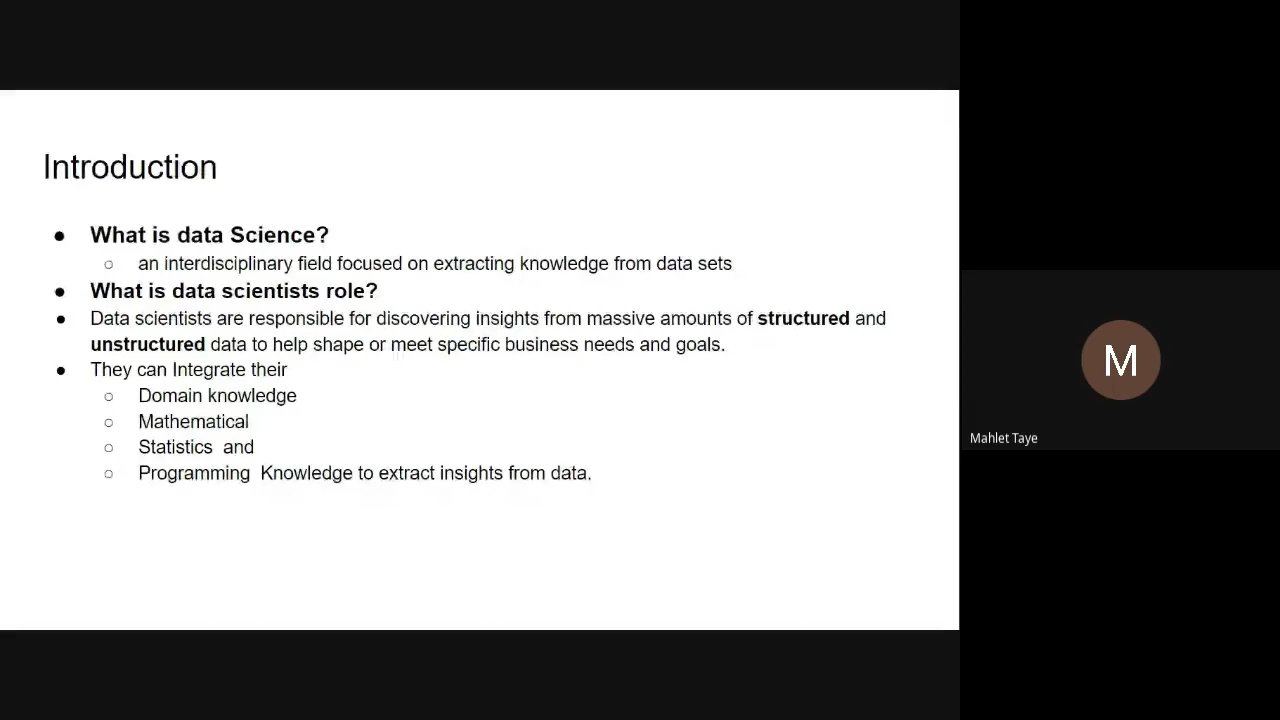 Introduction
● What is data Science?
○ an interdisciplinary field focused on extracting knowledge from data sets
● What is data scientists role?
● Data scientists are responsible for discovering insights from massive amounts of structured and
unstructured data to help shape or meet specific business needs and goals.
● They can Integrate their
○ Domain knowledge
○ Mathematical
○ Statistics and
○ Programming Knowledge to extract insights from data.
M
Mahlet Taye